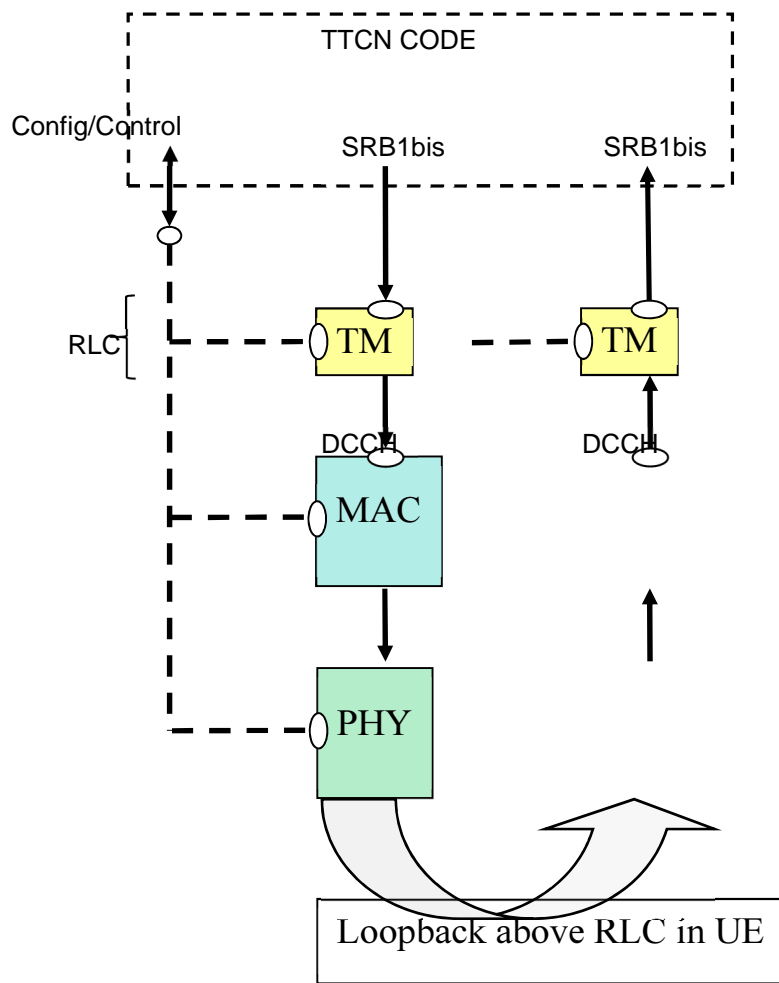 TTCN CODE
Config/Control
SRB1bis
SRB1bis
RLC
TM
TM
DCCH
DCCH
MAC
PHY
Loopback above RLC in UE